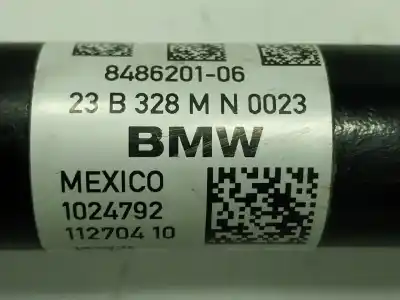 8486201-06
23 B 328 M N 0023
BMW
MEXICO
1024792
112704 10